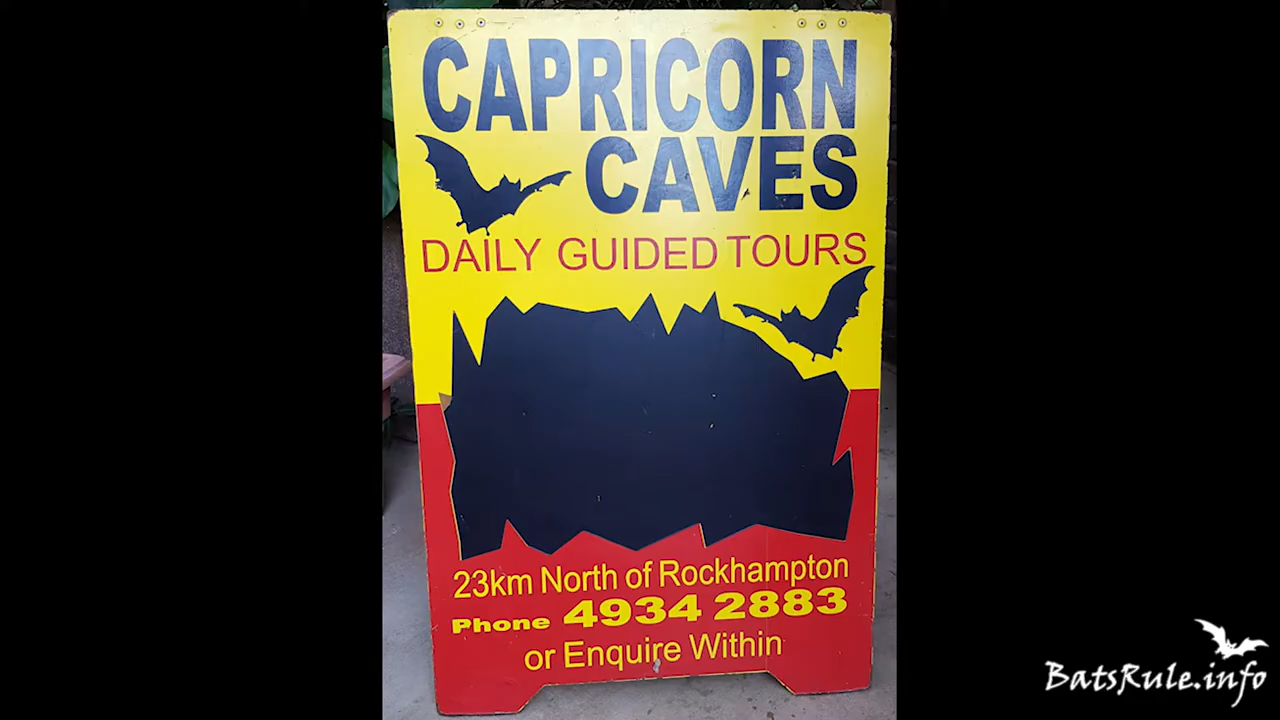 CAPRICORN
CAVES
DAILY GUIDED TOURS
23km North of Rockhampton
Phone 4934 2883
or Enquire Within
BatsRule.info